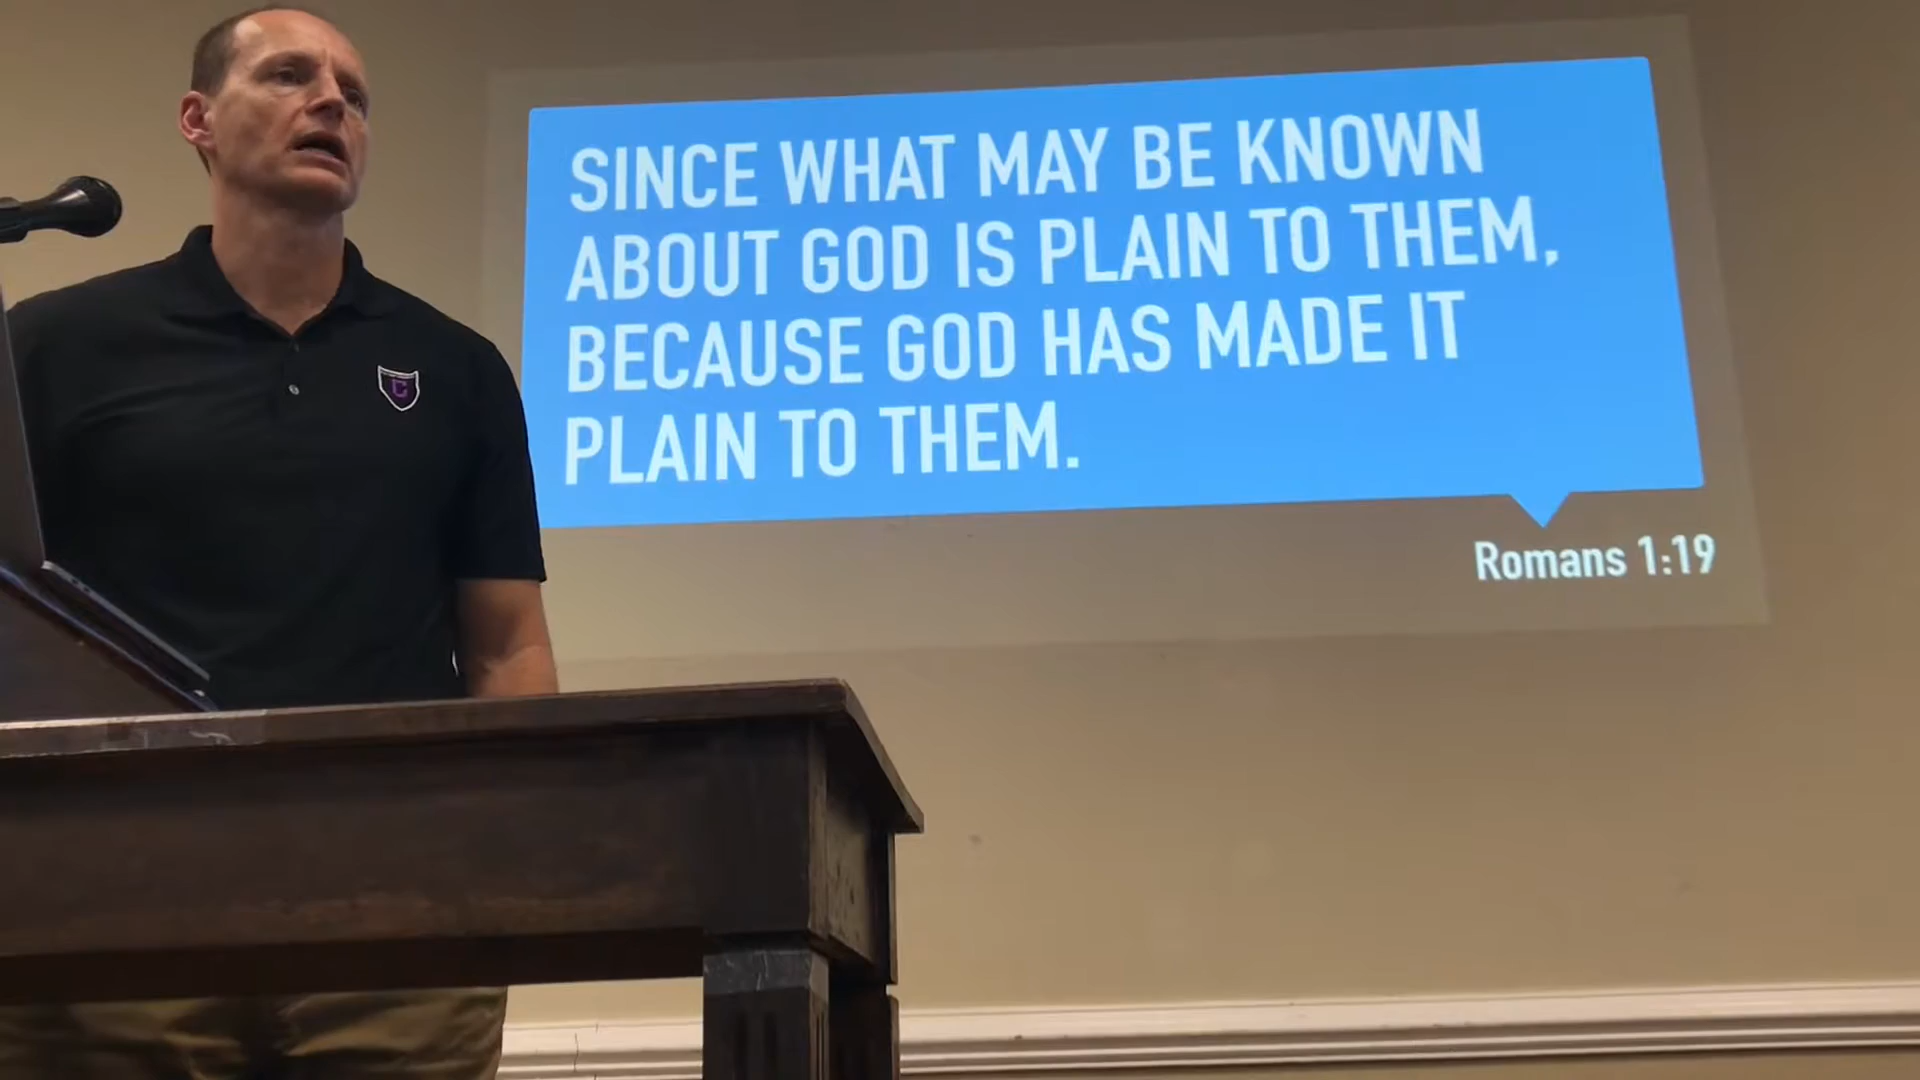 SINCE WHAT MAY BE KNOWN
ABOUT GOD IS PLAIN TO THEM,
BECAUSE GOD HAS MADE IT
PLAIN TO THEM.
Romans 1:19
C